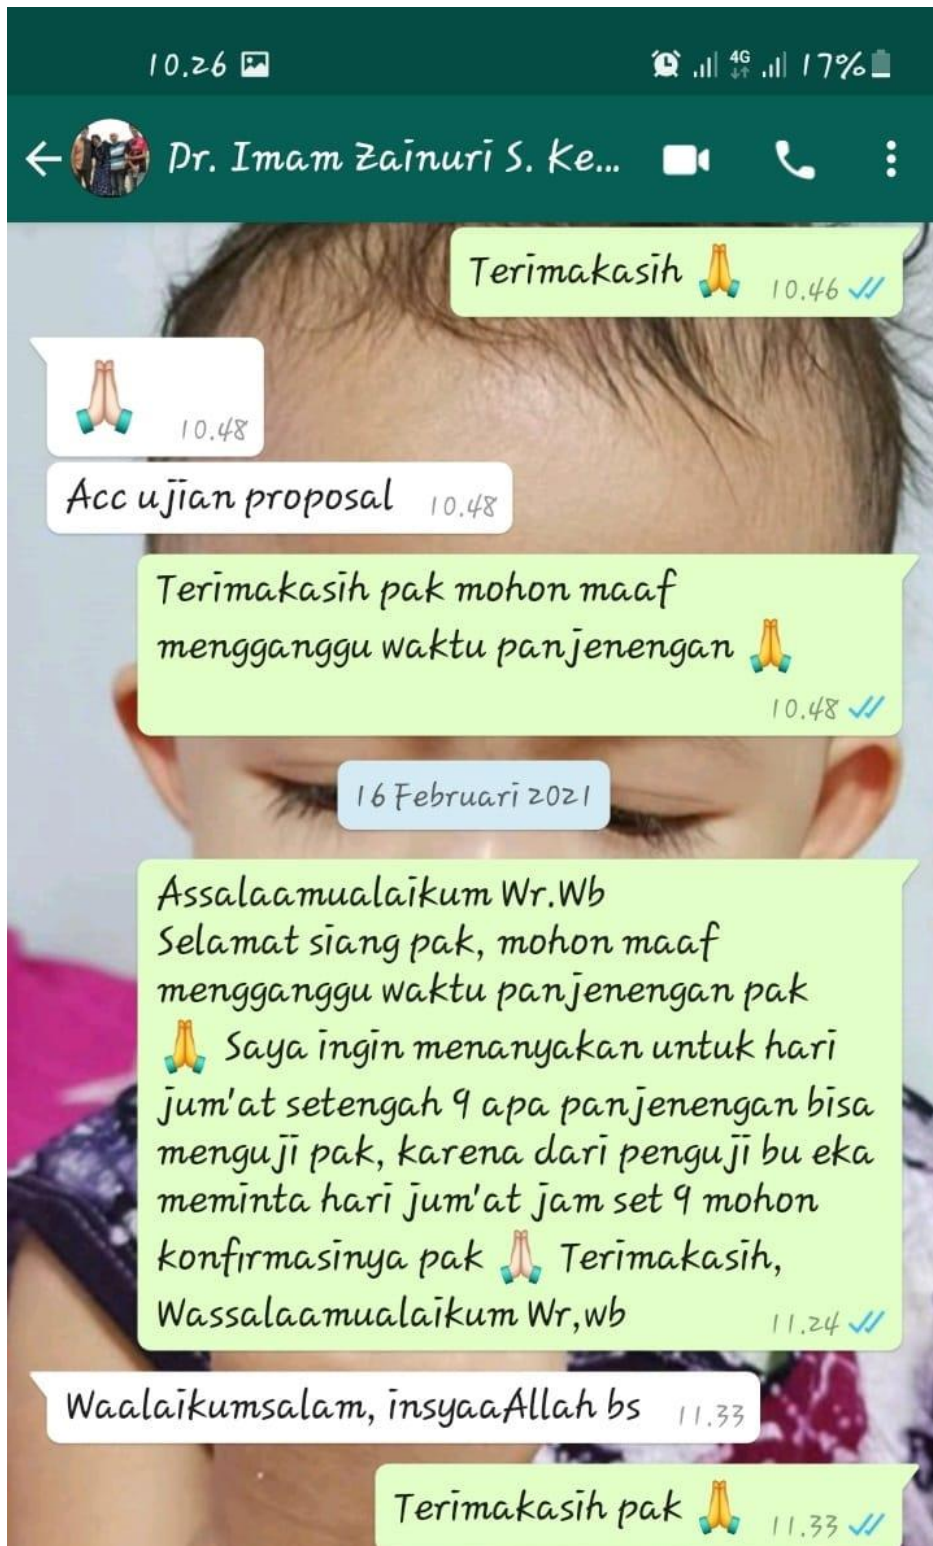 10.26 4G 17%
Dr. Imam Zainuri S. Ke...
Terimakasih 🙏 10.46
🙏🏻 10.48
Acc ujian proposal 10.48
Terimakasih pak mohon maaf
mengganggu waktu panjenengan 🙏
10.48
16 Februari 2021
Assalaamualaikum Wr.Wb
Selamat siang pak, mohon maaf
mengganggu waktu panjenengan pak
🙏 Saya ingin menanyakan untuk hari
jum'at setengah 9 apa panjenengan bisa
menguji pak, karena dari penguji bu eka
meminta hari jum'at jam set 9 mohon
konfirmasinya pak 🙏🏻 Terimakasih,
Wassalaamualaikum Wr,wb 11.24
Waalaikumsalam, insyaaAllah bs 11.33
Terimakasih pak 🙏 11.33